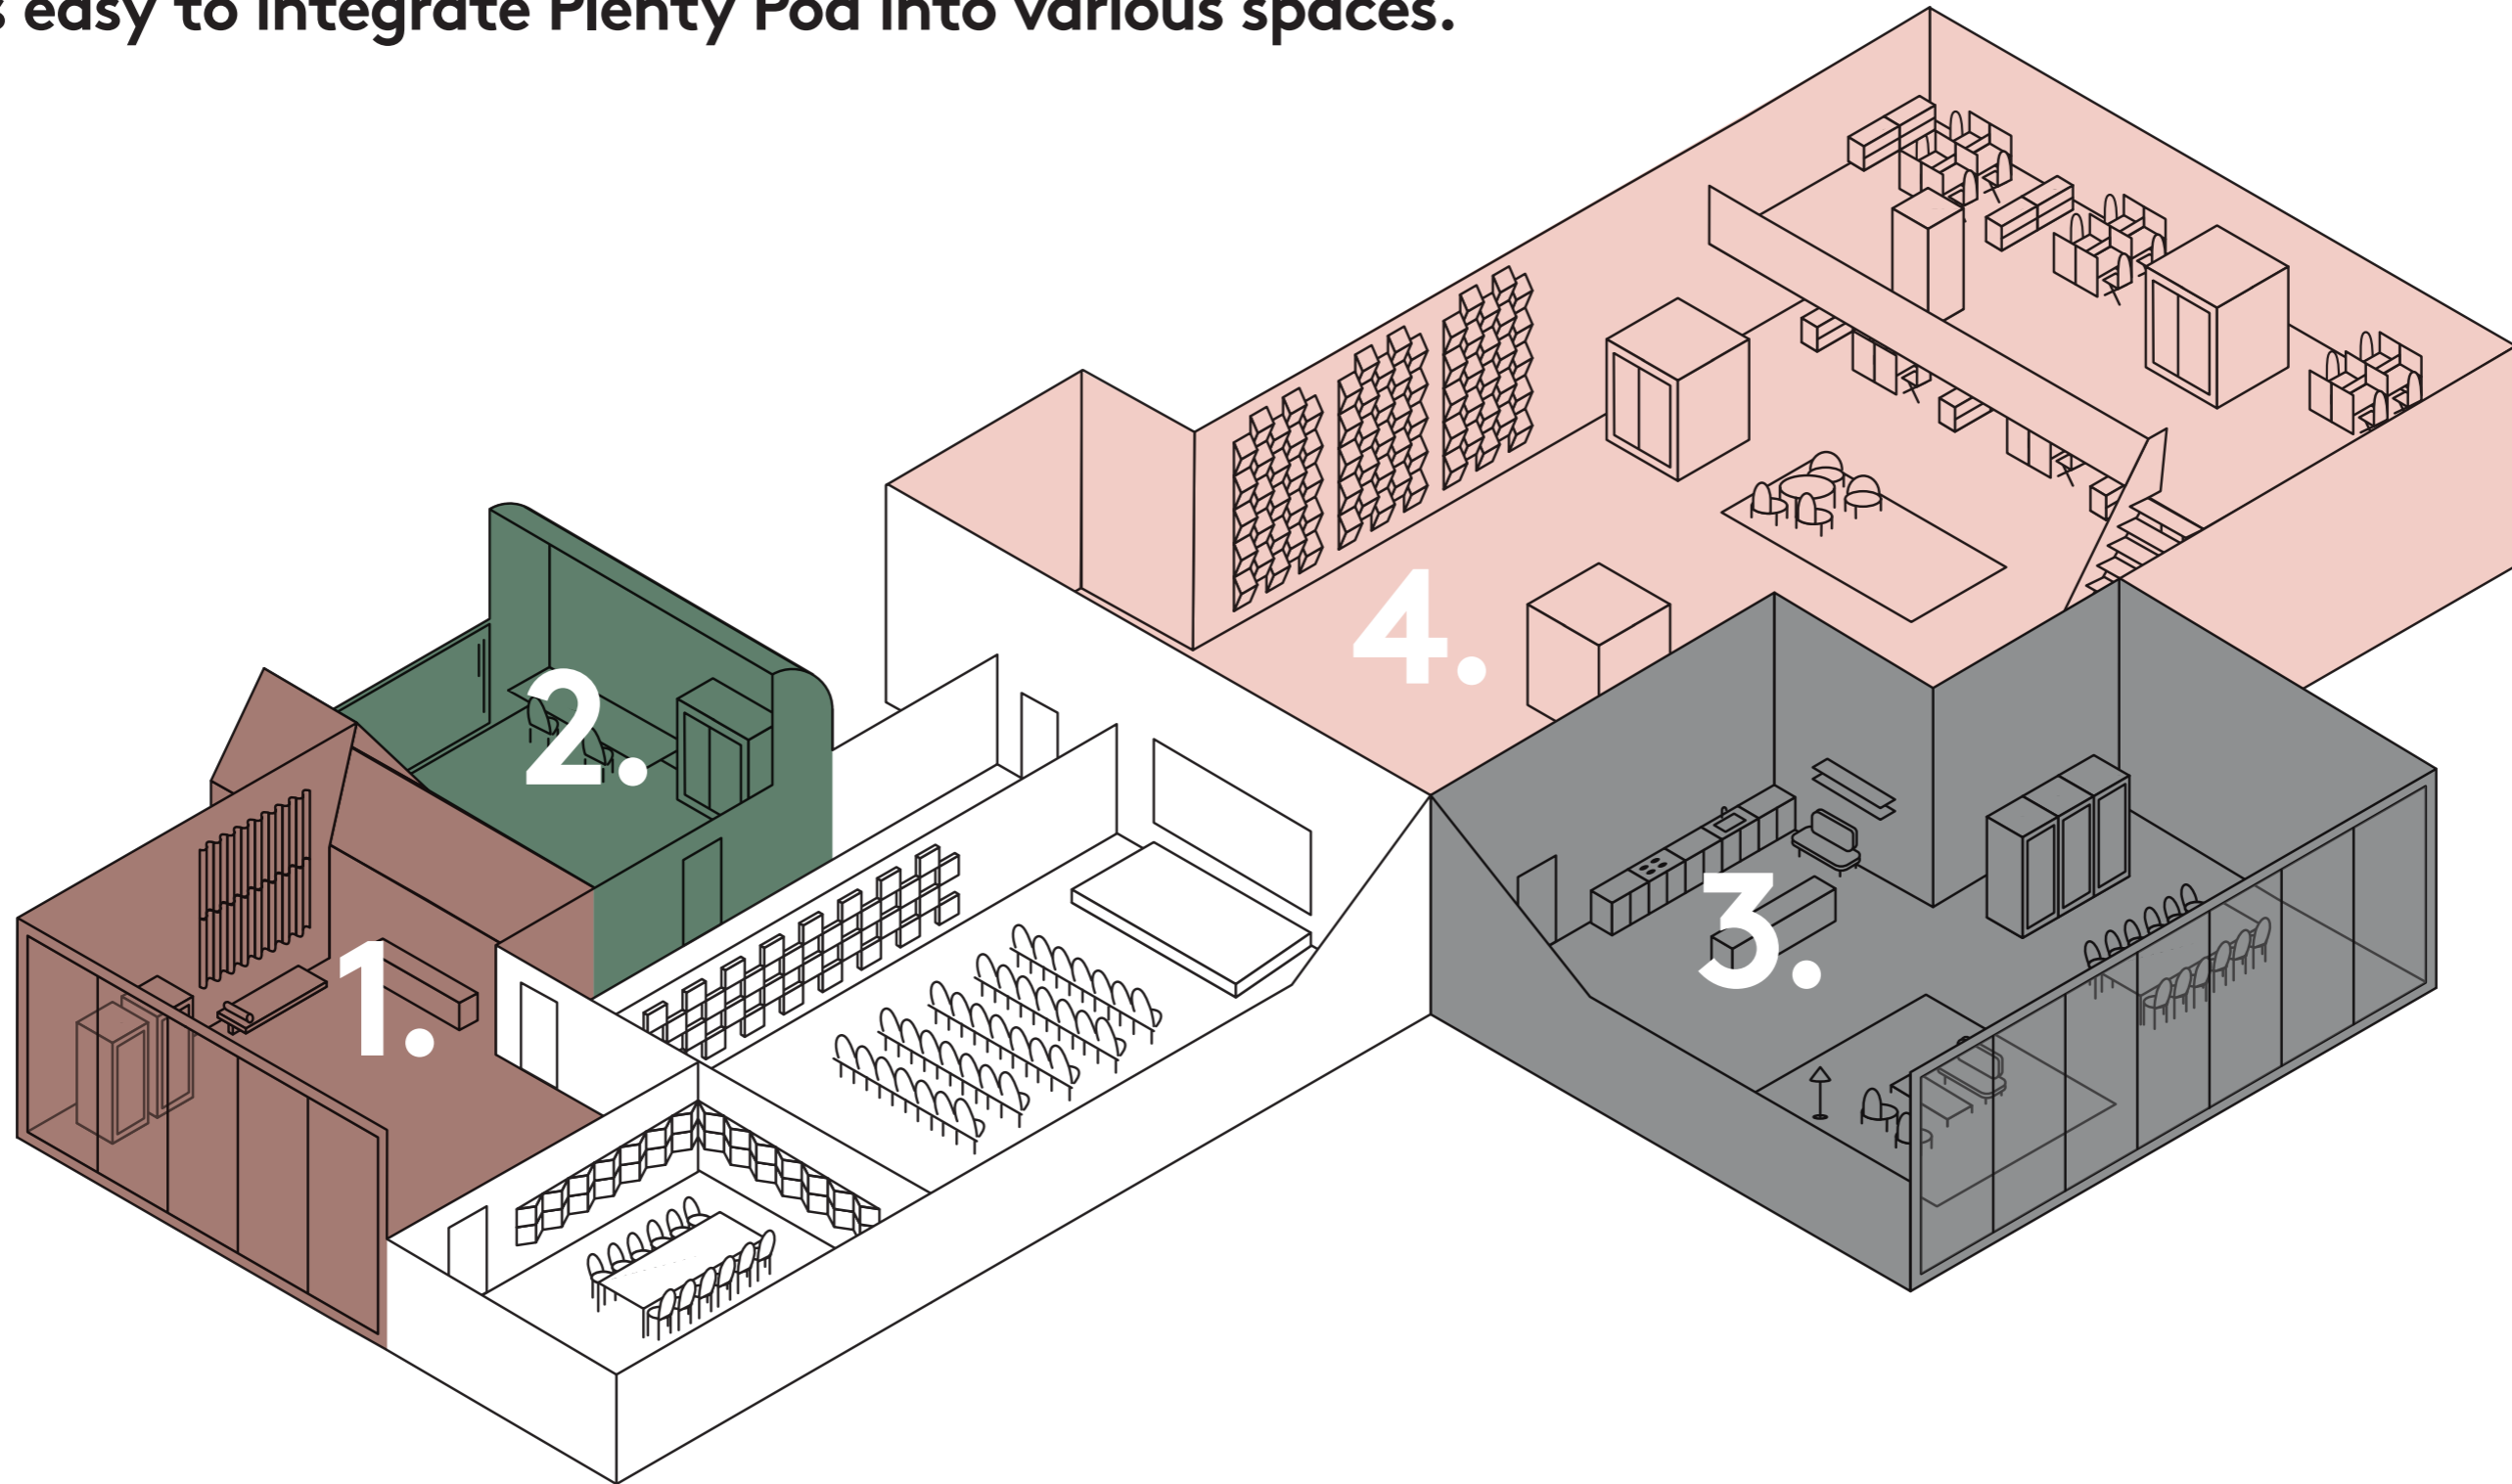 easy to integrate Plenty Pod into various spaces.
4.
2.
3.
1.